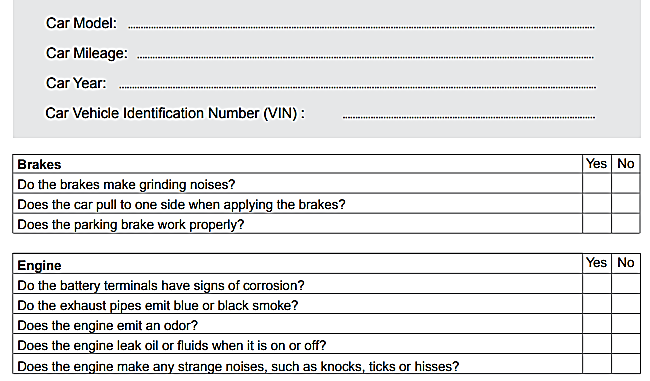 Car Model:
Car Mileage:
Car Year:
Car Vehicle Identification Number (VIN) :
Brakes Yes No
Do the brakes make grinding noises?
Does the car pull to one side when applying the brakes?
Does the parking brake work properly?
Engine Yes No
Do the battery terminals have signs of corrosion?
Do the exhaust pipes emit blue or black smoke?
Does the engine emit an odor?
Does the engine leak oil or fluids when it is on or off?
Does the engine make any strange noises, such as knocks, ticks or hisses?